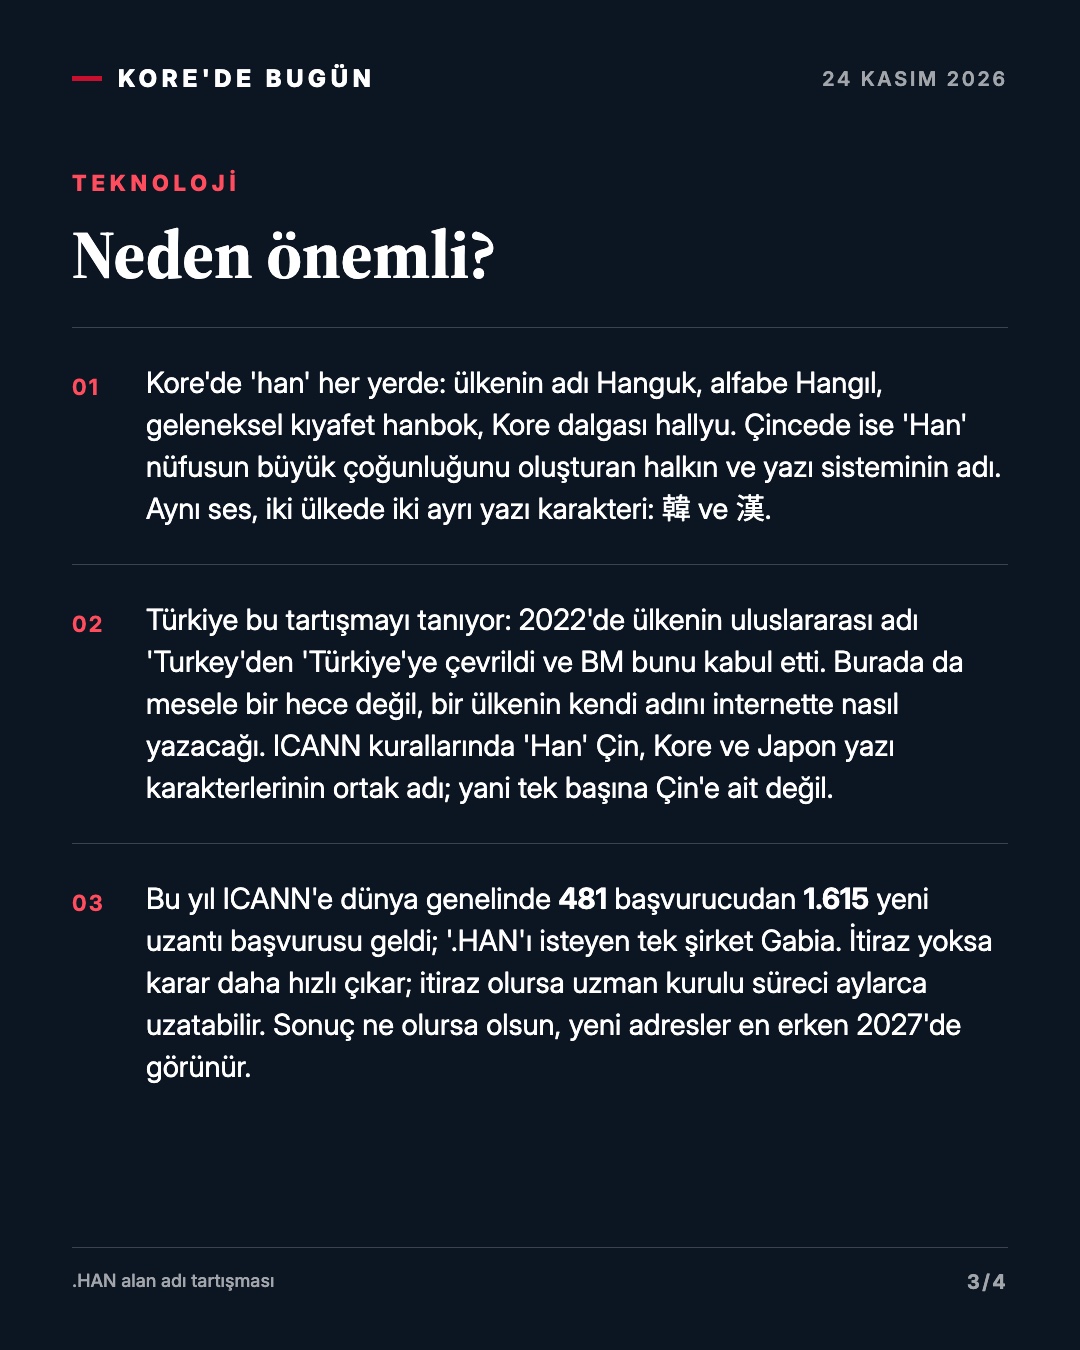 KORE'DE BUGÜN
24 KASIM 2026
TEKNOLOJİ
Neden önemli?
01
Kore'de 'han' her yerde: ülkenin adı Hanguk, alfabe Hangıl,
geleneksel kıyafet hanbok, Kore dalgası hallyu. Çincede ise 'Han'
nüfusun büyük çoğunluğunu oluşturan halkın ve yazı sisteminin adı.
Aynı ses, iki ülkede iki ayrı yazı karakteri: 韓 ve 漢.
02
Türkiye bu tartışmayı tanıyor: 2022'de ülkenin uluslararası adı
'Turkey'den 'Türkiye'ye çevrildi ve BM bunu kabul etti. Burada da
mesele bir hece değil, bir ülkenin kendi adını internette nasıl
yazacağı. ICANN kurallarında 'Han' Çin, Kore ve Japon yazı
karakterlerinin ortak adı; yani tek başına Çin'e ait değil.
03
Bu yıl ICANN'e dünya genelinde 481 başvurucudan 1.615 yeni
uzantı başvurusu geldi; '.HAN'ı isteyen tek şirket Gabia. İtiraz yoksa
karar daha hızlı çıkar; itiraz olursa uzman kurulu süreci aylarca
uzatabilir. Sonuç ne olursa olsun, yeni adresler en erken 2027'de
görünür.
.HAN alan adı tartışması
3/4